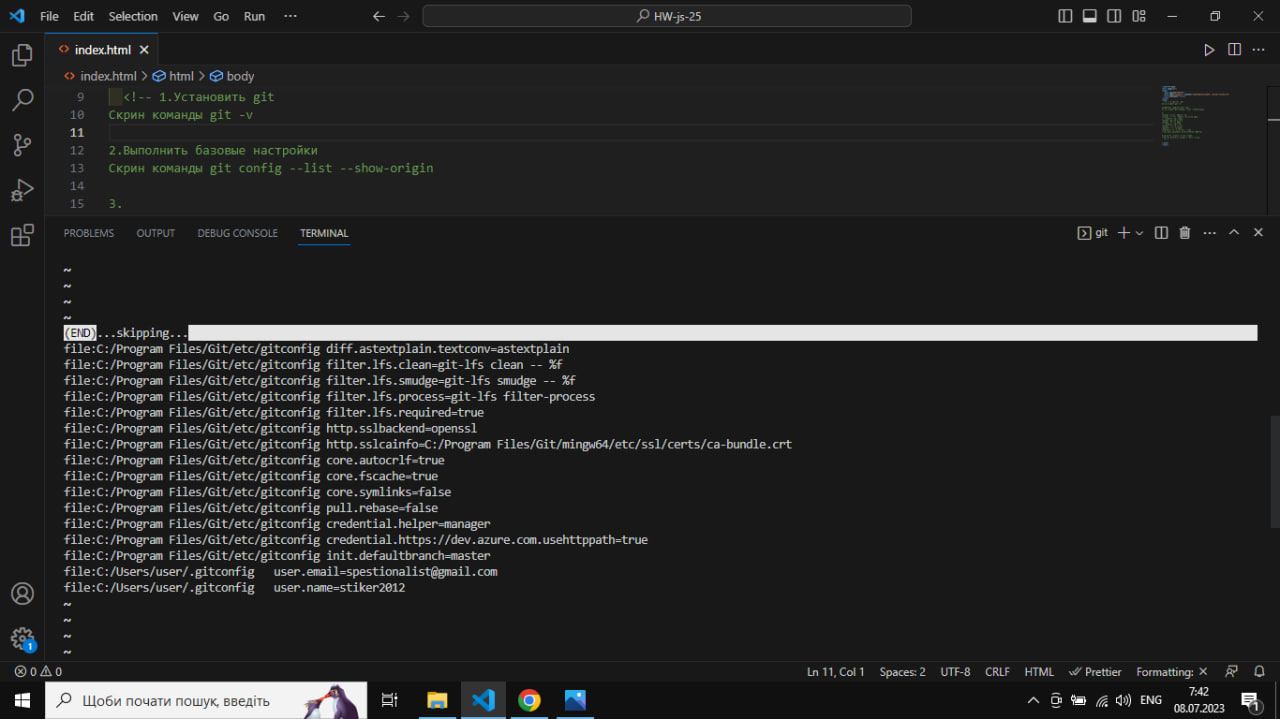 File Edit Selection View Go Run ··· HW-js-25
index.html
index.html > html > body
9 <!-- 1.Установить git
10 Скрин команды git -v
11
12 2.Выполнить базовые настройки
13 Скрин команды git config --list --show-origin
14
15 3.
PROBLEMS OUTPUT DEBUG CONSOLE TERMINAL git
~
~
~
~
(END)...skipping...
file:C:/Program Files/Git/etc/gitconfig diff.astextplain.textconv=astextplain
file:C:/Program Files/Git/etc/gitconfig filter.lfs.clean=git-lfs clean -- %f
file:C:/Program Files/Git/etc/gitconfig filter.lfs.smudge=git-lfs smudge -- %f
file:C:/Program Files/Git/etc/gitconfig filter.lfs.process=git-lfs filter-process
file:C:/Program Files/Git/etc/gitconfig filter.lfs.required=true
file:C:/Program Files/Git/etc/gitconfig http.sslbackend=openssl
file:C:/Program Files/Git/etc/gitconfig http.sslcainfo=C:/Program Files/Git/mingw64/etc/ssl/certs/ca-bundle.crt
file:C:/Program Files/Git/etc/gitconfig core.autocrlf=true
file:C:/Program Files/Git/etc/gitconfig core.fscache=true
file:C:/Program Files/Git/etc/gitconfig core.symlinks=false
file:C:/Program Files/Git/etc/gitconfig pull.rebase=false
file:C:/Program Files/Git/etc/gitconfig credential.helper=manager
file:C:/Program Files/Git/etc/gitconfig credential.https://dev.azure.com.usehttppath=true
file:C:/Program Files/Git/etc/gitconfig init.defaultbranch=master
file:C:/Users/user/.gitconfig user.email=spestionalist@gmail.com
file:C:/Users/user/.gitconfig user.name=stiker2012
~
~
~
~
0 0 Ln 11, Col 1 Spaces: 2 UTF-8 CRLF HTML Prettier Formatting: ×
1
Щоби почати пошук, введіть ENG 7:42
08.07.2023 1